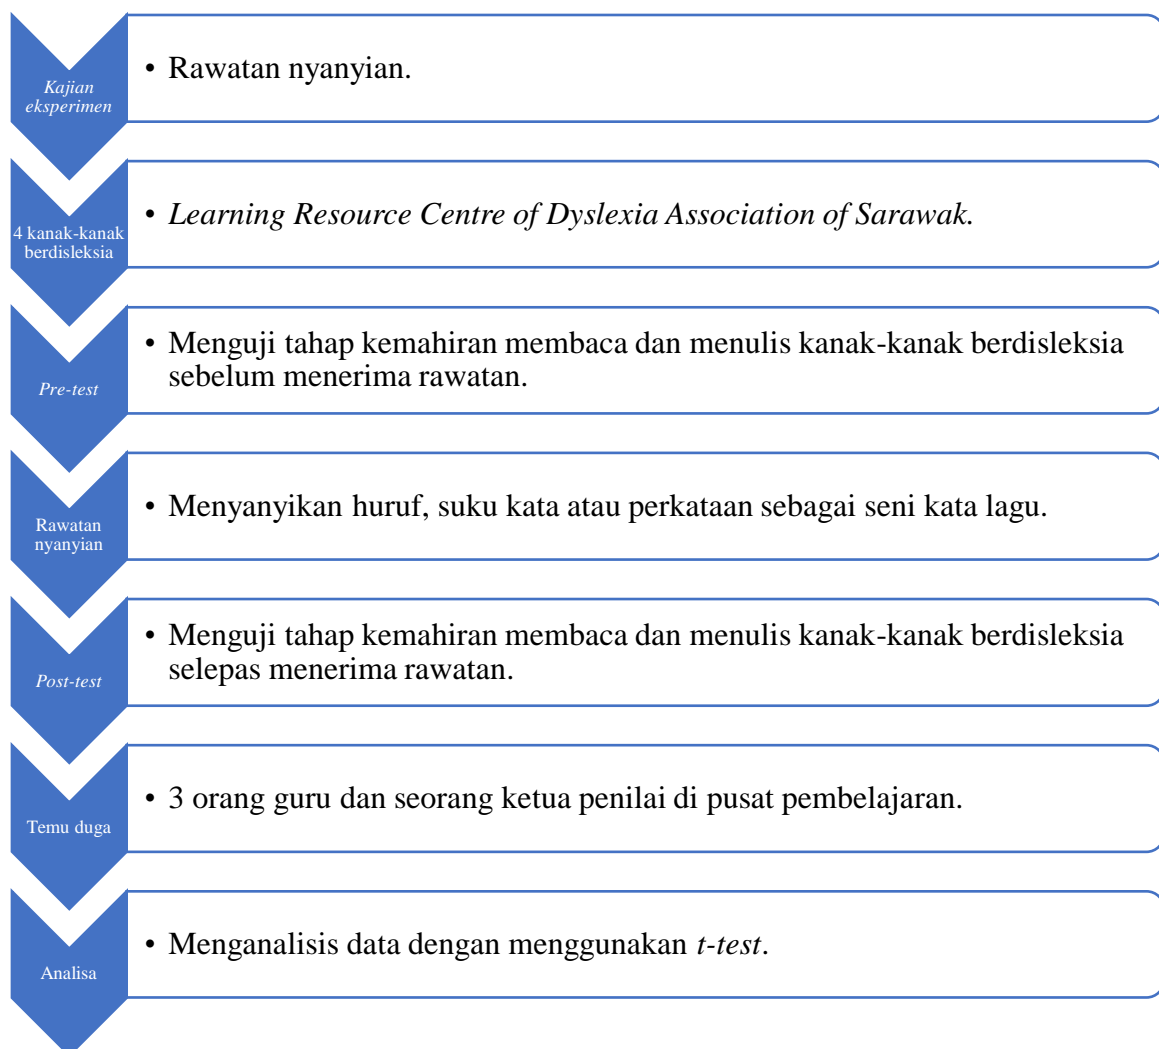 Kajian
eksperimen
• Rawatan nyanyian.
4 kanak-kanak
berdisleksia
• Learning Resource Centre of Dyslexia Association of Sarawak.
Pre-test
• Menguji tahap kemahiran membaca dan menulis kanak-kanak berdisleksia
sebelum menerima rawatan.
Rawatan
nyanyian
• Menyanyikan huruf, suku kata atau perkataan sebagai seni kata lagu.
Post-test
• Menguji tahap kemahiran membaca dan menulis kanak-kanak berdisleksia
selepas menerima rawatan.
Temu duga
• 3 orang guru dan seorang ketua penilai di pusat pembelajaran.
Analisa
• Menganalisis data dengan menggunakan t-test.